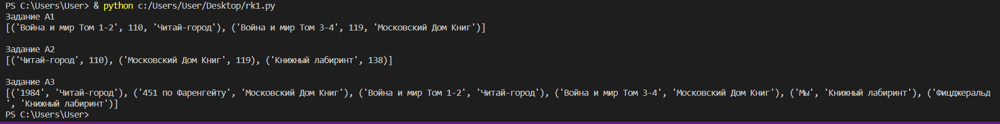 PS C:\Users\User> & python c:/Users/User/Desktop/rk1.py
Задание А1
[('Война и мир Том 1-2', 110, 'Читай-город'), ('Война и мир Том 3-4', 119, 'Московский Дом Книг')]
Задание А2
[('Читай-город', 110), ('Московский Дом Книг', 119), ('Книжный лабиринт', 138)]
Задание А3
[('1984', 'Читай-город'), ('451 по Фаренгейту', 'Московский Дом Книг'), ('Война и мир Том 1-2', 'Читай-город'), ('Война и мир Том 3-4', 'Московский Дом Книг'), ('Мы', 'Книжный лабиринт'), ('Фицджеральд
', 'Книжный лабиринт')]
PS C:\Users\User>